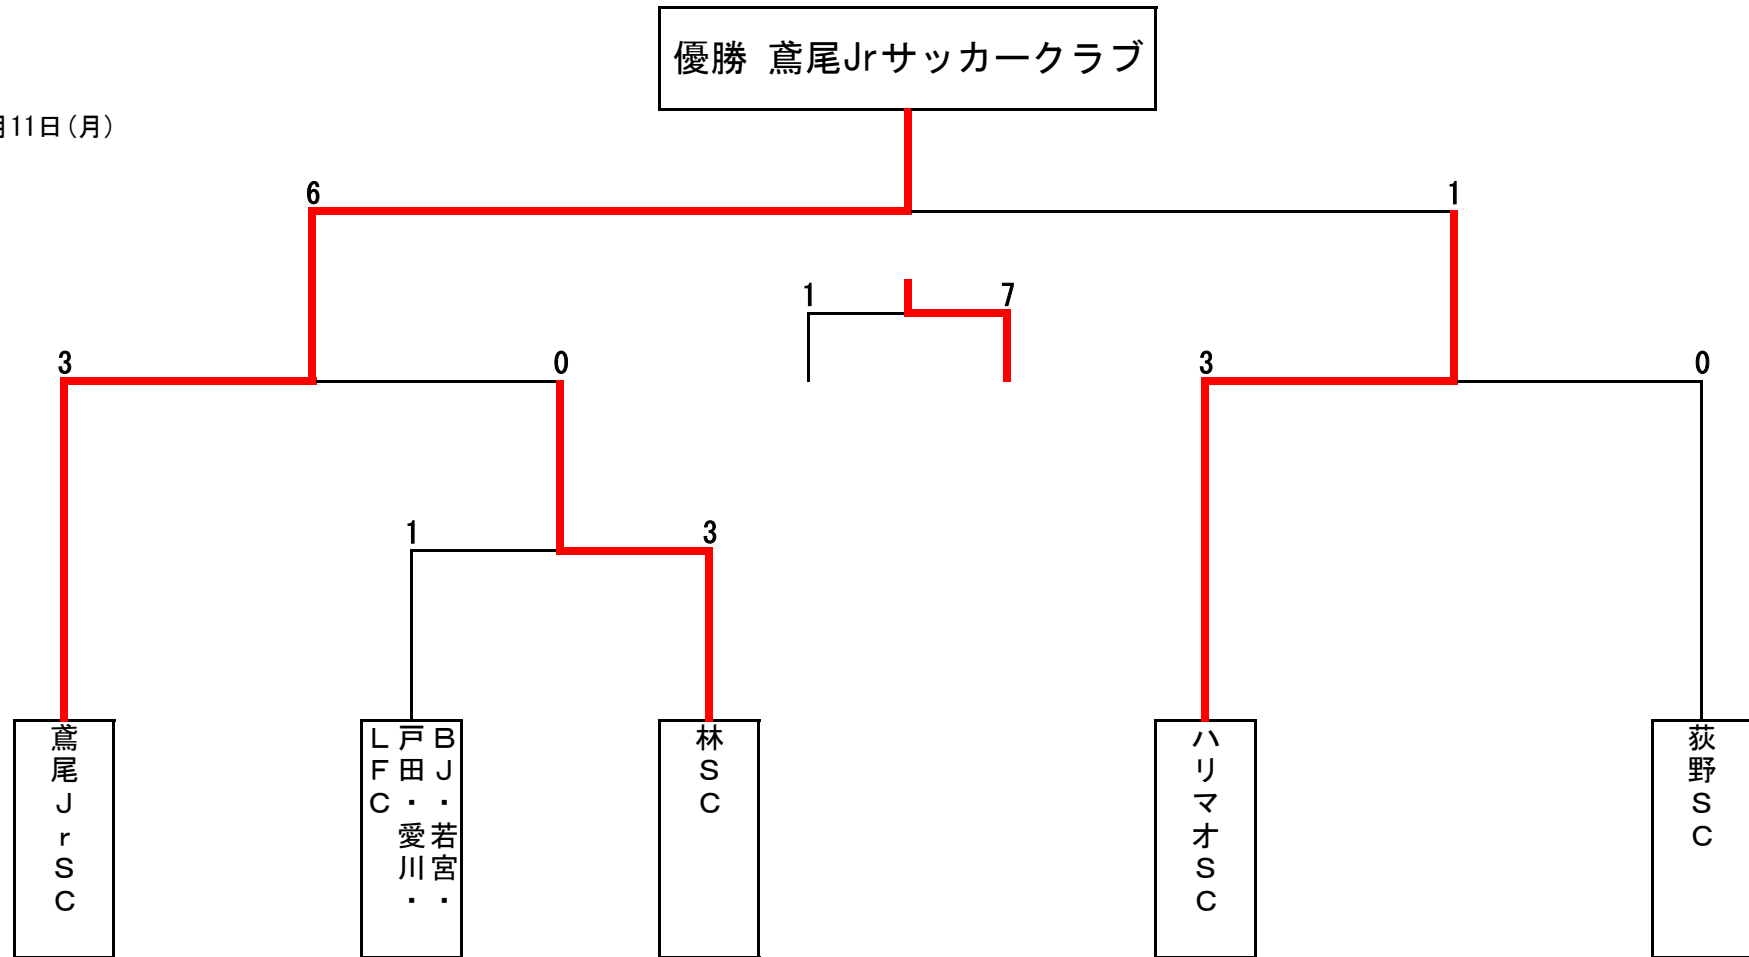 優勝 鳶尾Jrサッカークラブ
月11日(月)
6
1
1
7
3
0
3
0
1
3
鳶尾JrSC
BJ・若宮・
戸田・愛川・
LFC
林SC
ハリマオSC
荻野SC